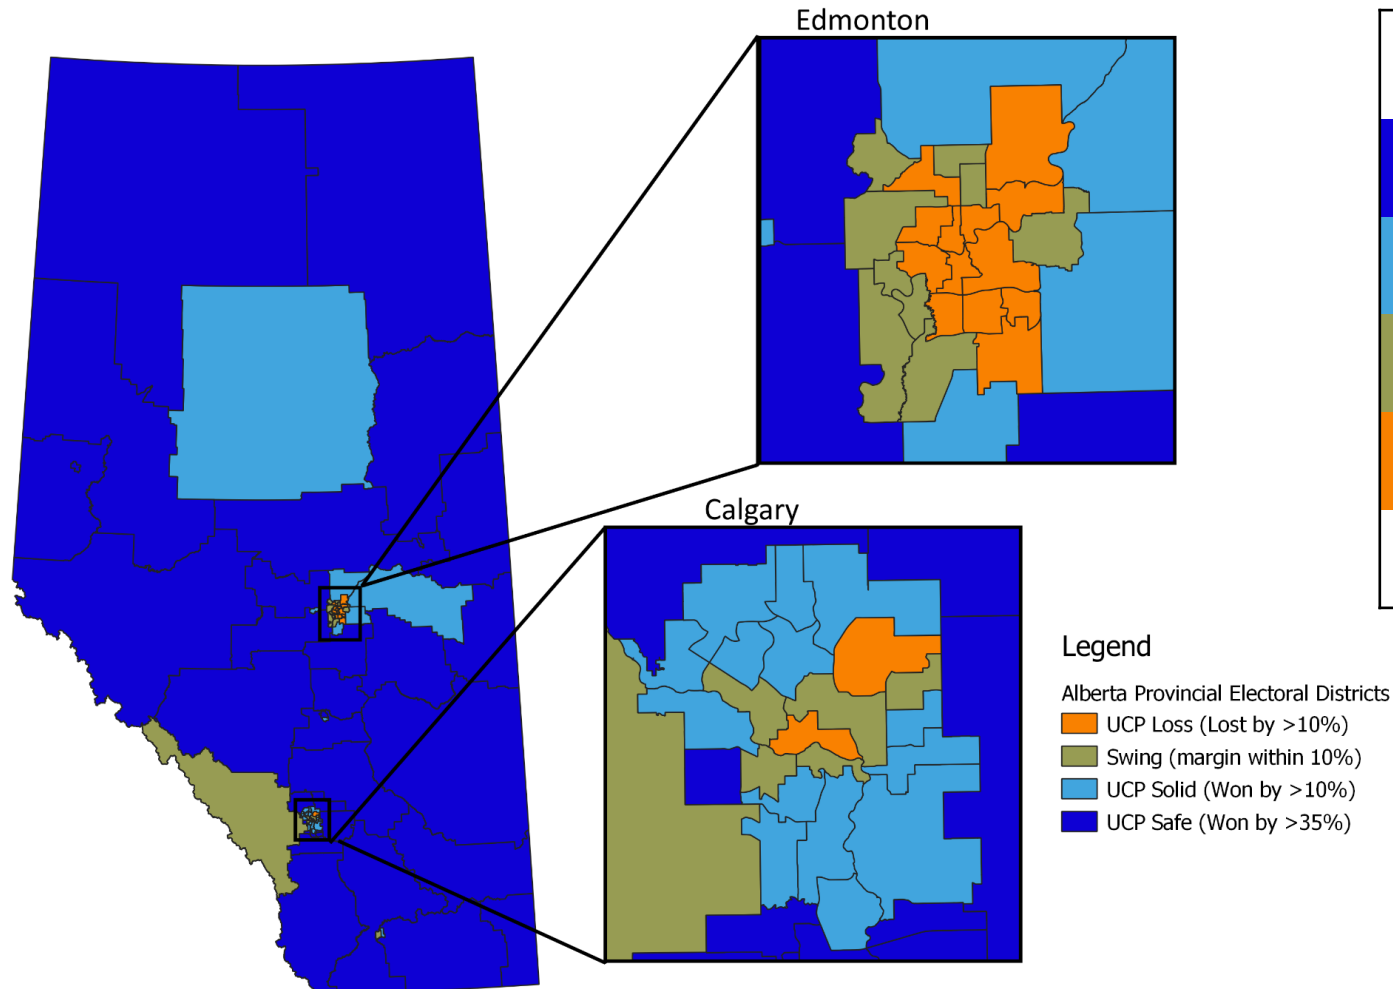 Edmonton
Calgary
Legend
Alberta Provincial Electoral Districts
UCP Loss (Lost by >10%)
Swing (margin within 10%)
UCP Solid (Won by >10%)
UCP Safe (Won by >35%)